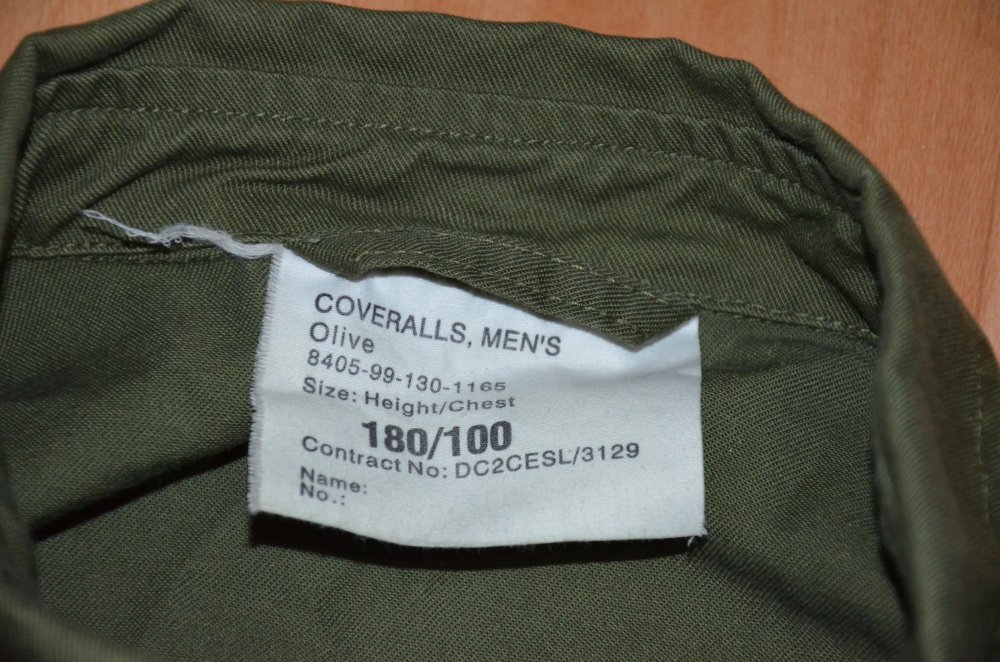 COVERALLS, MEN'S
Olive
8405-99-130-1165
Size: Height/Chest
180/100
Contract No: DC2CESL/3129
Name:
No.: